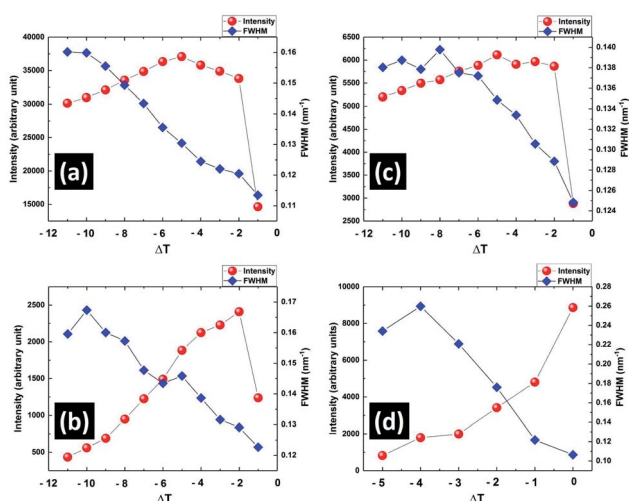 Intensity
FWHM
40000
35000
30000
25000
20000
15000
0.16
0.15
0.14
0.13
0.12
0.11
Intensity (arbitrary unit)
FWHM (nm⁻¹)
(a)
- 12 - 10 - 8 - 6 - 4 - 2 0
ΔT
Intensity
FWHM
6500
6000
5500
5000
4500
4000
3500
3000
2500
0.140
0.138
0.136
0.134
0.132
0.130
0.128
0.126
0.124
Intensity (arbitrary unit)
FWHM (nm⁻¹)
(c)
- 12 - 10 - 8 - 6 - 4 - 2 0
ΔT
Intensity
FWHM
2500
2000
1500
1000
500
0.17
0.16
0.15
0.14
0.13
0.12
Intensity (arbitrary unit)
FWHM (nm⁻¹)
(b)
- 12 - 10 - 8 - 6 - 4 - 2 0
ΔT
Intensity
FWHM
10000
8000
6000
4000
2000
0
0.28
0.26
0.24
0.22
0.20
0.18
0.16
0.14
0.12
0.10
0.08
Intensity (arbitrary units)
FWHM (nm⁻¹)
(d)
- 5 - 4 - 3 - 2 - 1 0
ΔT